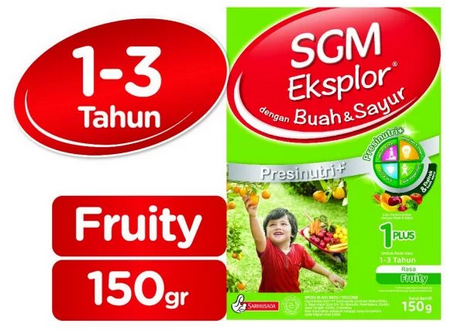 1-3
Tahun
Fruity
150gr
SGM
Eksplor®
dengan
Buah & Sayur
Presinutri+
Presinutri+
1 PLUS
1-3 Tahun
Rasa
Fruity
SARIHUSADA
150g